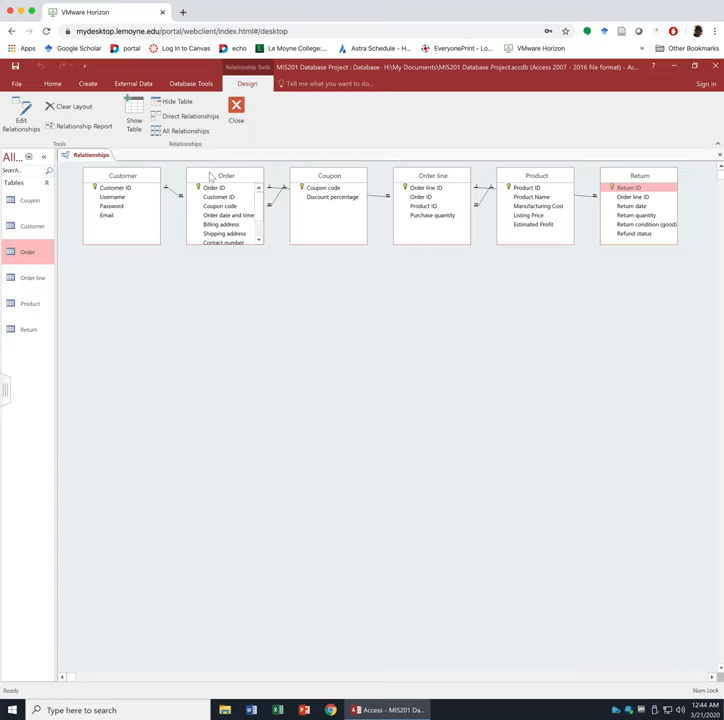 VMware Horizon
mydesktop.lemoyne.edu/portal/webclient/index.html#/desktop
Apps
Google Scholar
portal
Log In to Canvas
echo
Le Moyne College:...
Astra Schedule - H...
EveryonePrint - Lo...
VMware Horizon
»
Other Bookmarks
Relationship Tools
MIS201 Database Project : Database- H:\My Documents\MIS201 Database Project.accdb (Access 2007 - 2016 file format) - Ac...
File
Home
Create
External Data
Database Tools
Design
Tell me what you want to do...
Sign in
Edit Relationships
Clear Layout
Relationship Report
Tools
Show Table
Hide Table
Direct Relationships
All Relationships
Relationships
Close
All...
Search...
Tables
Coupon
Customer
Order
Order line
Product
Return
Relationships
Customer
Customer ID
Username
Password
Email
Order
Order ID
Customer ID
Coupon code
Order date and time
Billing address
Shipping address
Contact number
Coupon
Coupon code
Discount percentage
Order line
Order line ID
Order ID
Product ID
Purchase quantity
Product
Product ID
Product Name
Manufacturing Cost
Listing Price
Estimated Profit
Return
Return ID
Order line ID
Return date
Return quantity
Return condition (good)
Refund status
Ready
Num Lock
Type here to search
Access - MIS201 Da...
12:44 AM
3/21/2020